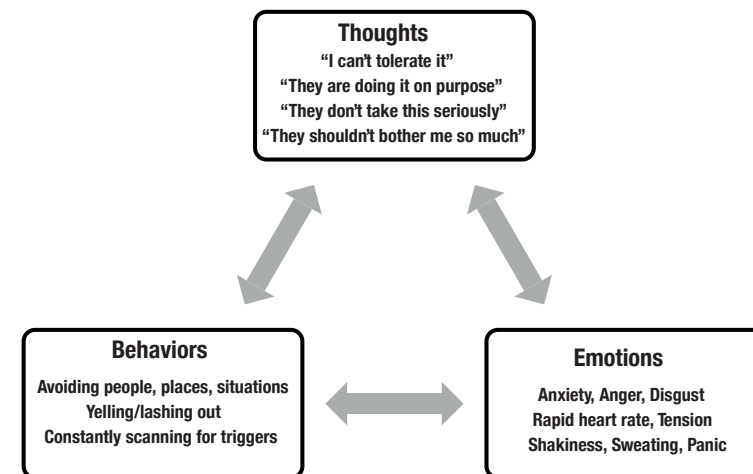 Thoughts
“I can’t tolerate it”
“They are doing it on purpose”
“They don’t take this seriously”
“They shouldn’t bother me so much”
Behaviors
Avoiding people, places, situations
Yelling/lashing out
Constantly scanning for triggers
Emotions
Anxiety, Anger, Disgust
Rapid heart rate, Tension
Shakiness, Sweating, Panic